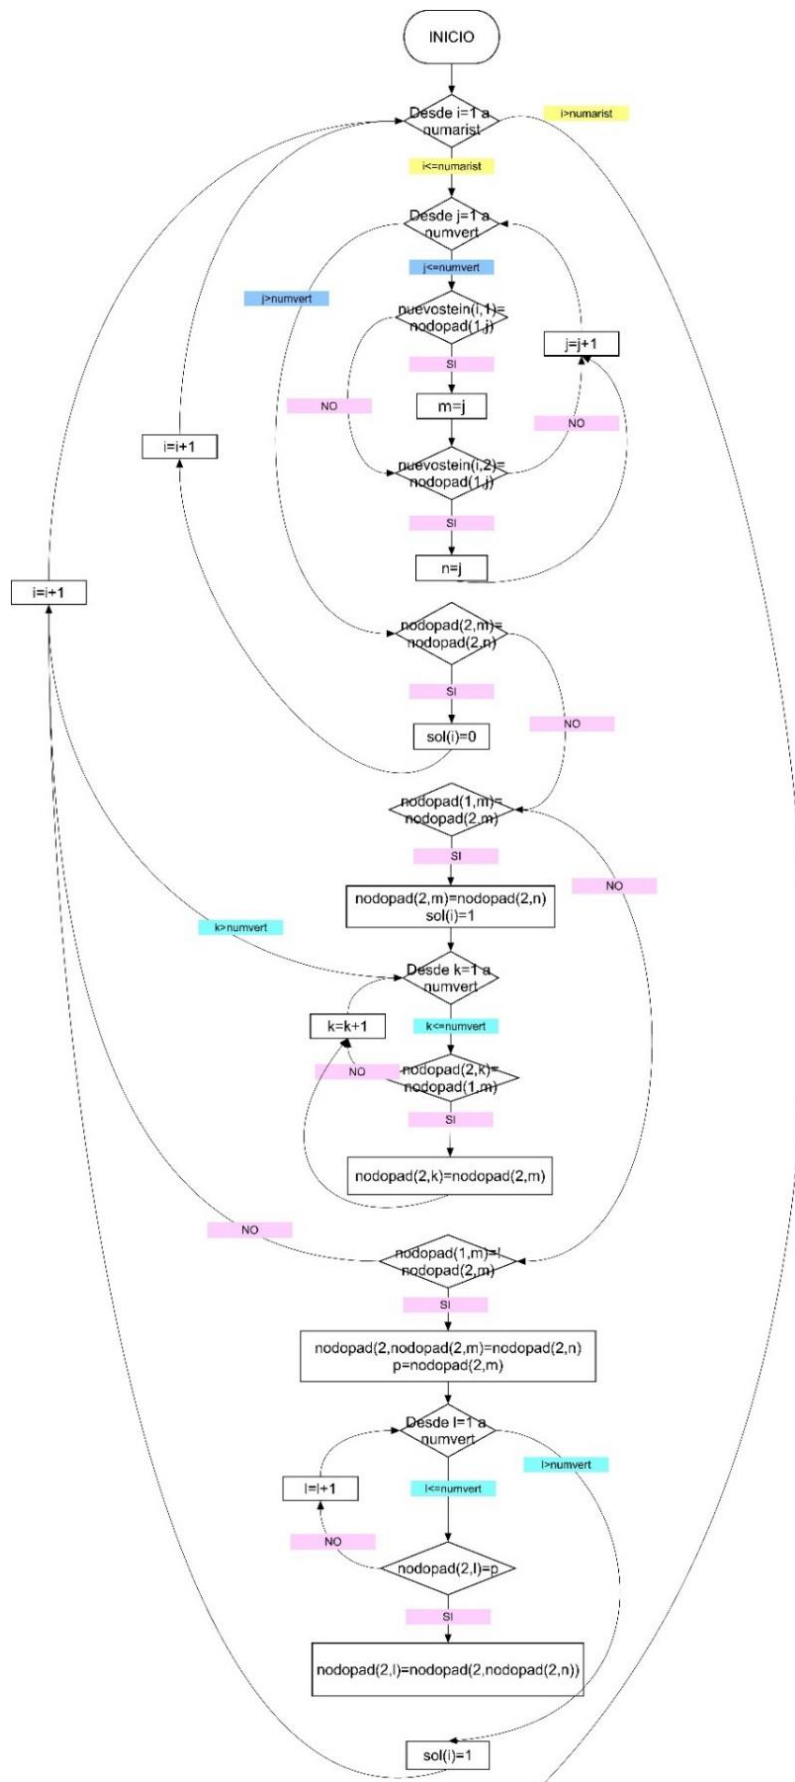 INICIO
Desde i=1 a
numarist
i>numarist
i<=numarist
Desde j=1 a
numvert
j<=numvert
j>numvert
nuevostein(i,1)=
nodopad(1,j)
j=j+1
SI
NO
m=j
NO
i=i+1
nuevostein(i,2)=
nodopad(1,j)
SI
n=j
i=i+1
nodopad(2,m)=
nodopad(2,n)
SI
NO
sol(i)=0
nodopad(1,m)=
nodopad(2,m)
SI
NO
nodopad(2,m)=nodopad(2,n)
sol(i)=1
k>numvert
Desde k=1 a
numvert
k=k+1
k<=numvert
NO
nodopad(2,k)=
nodopad(1,m)
SI
nodopad(2,k)=nodopad(2,m)
NO
nodopad(1,m)=!
nodopad(2,m)
SI
nodopad(2,nodopad(2,m)=nodopad(2,n)
p=nodopad(2,m)
Desde l=1 a
numvert
l>numvert
l=l+1
l<=numvert
NO
nodopad(2,l)=p
SI
nodopad(2,l)=nodopad(2,nodopad(2,n))
sol(i)=1